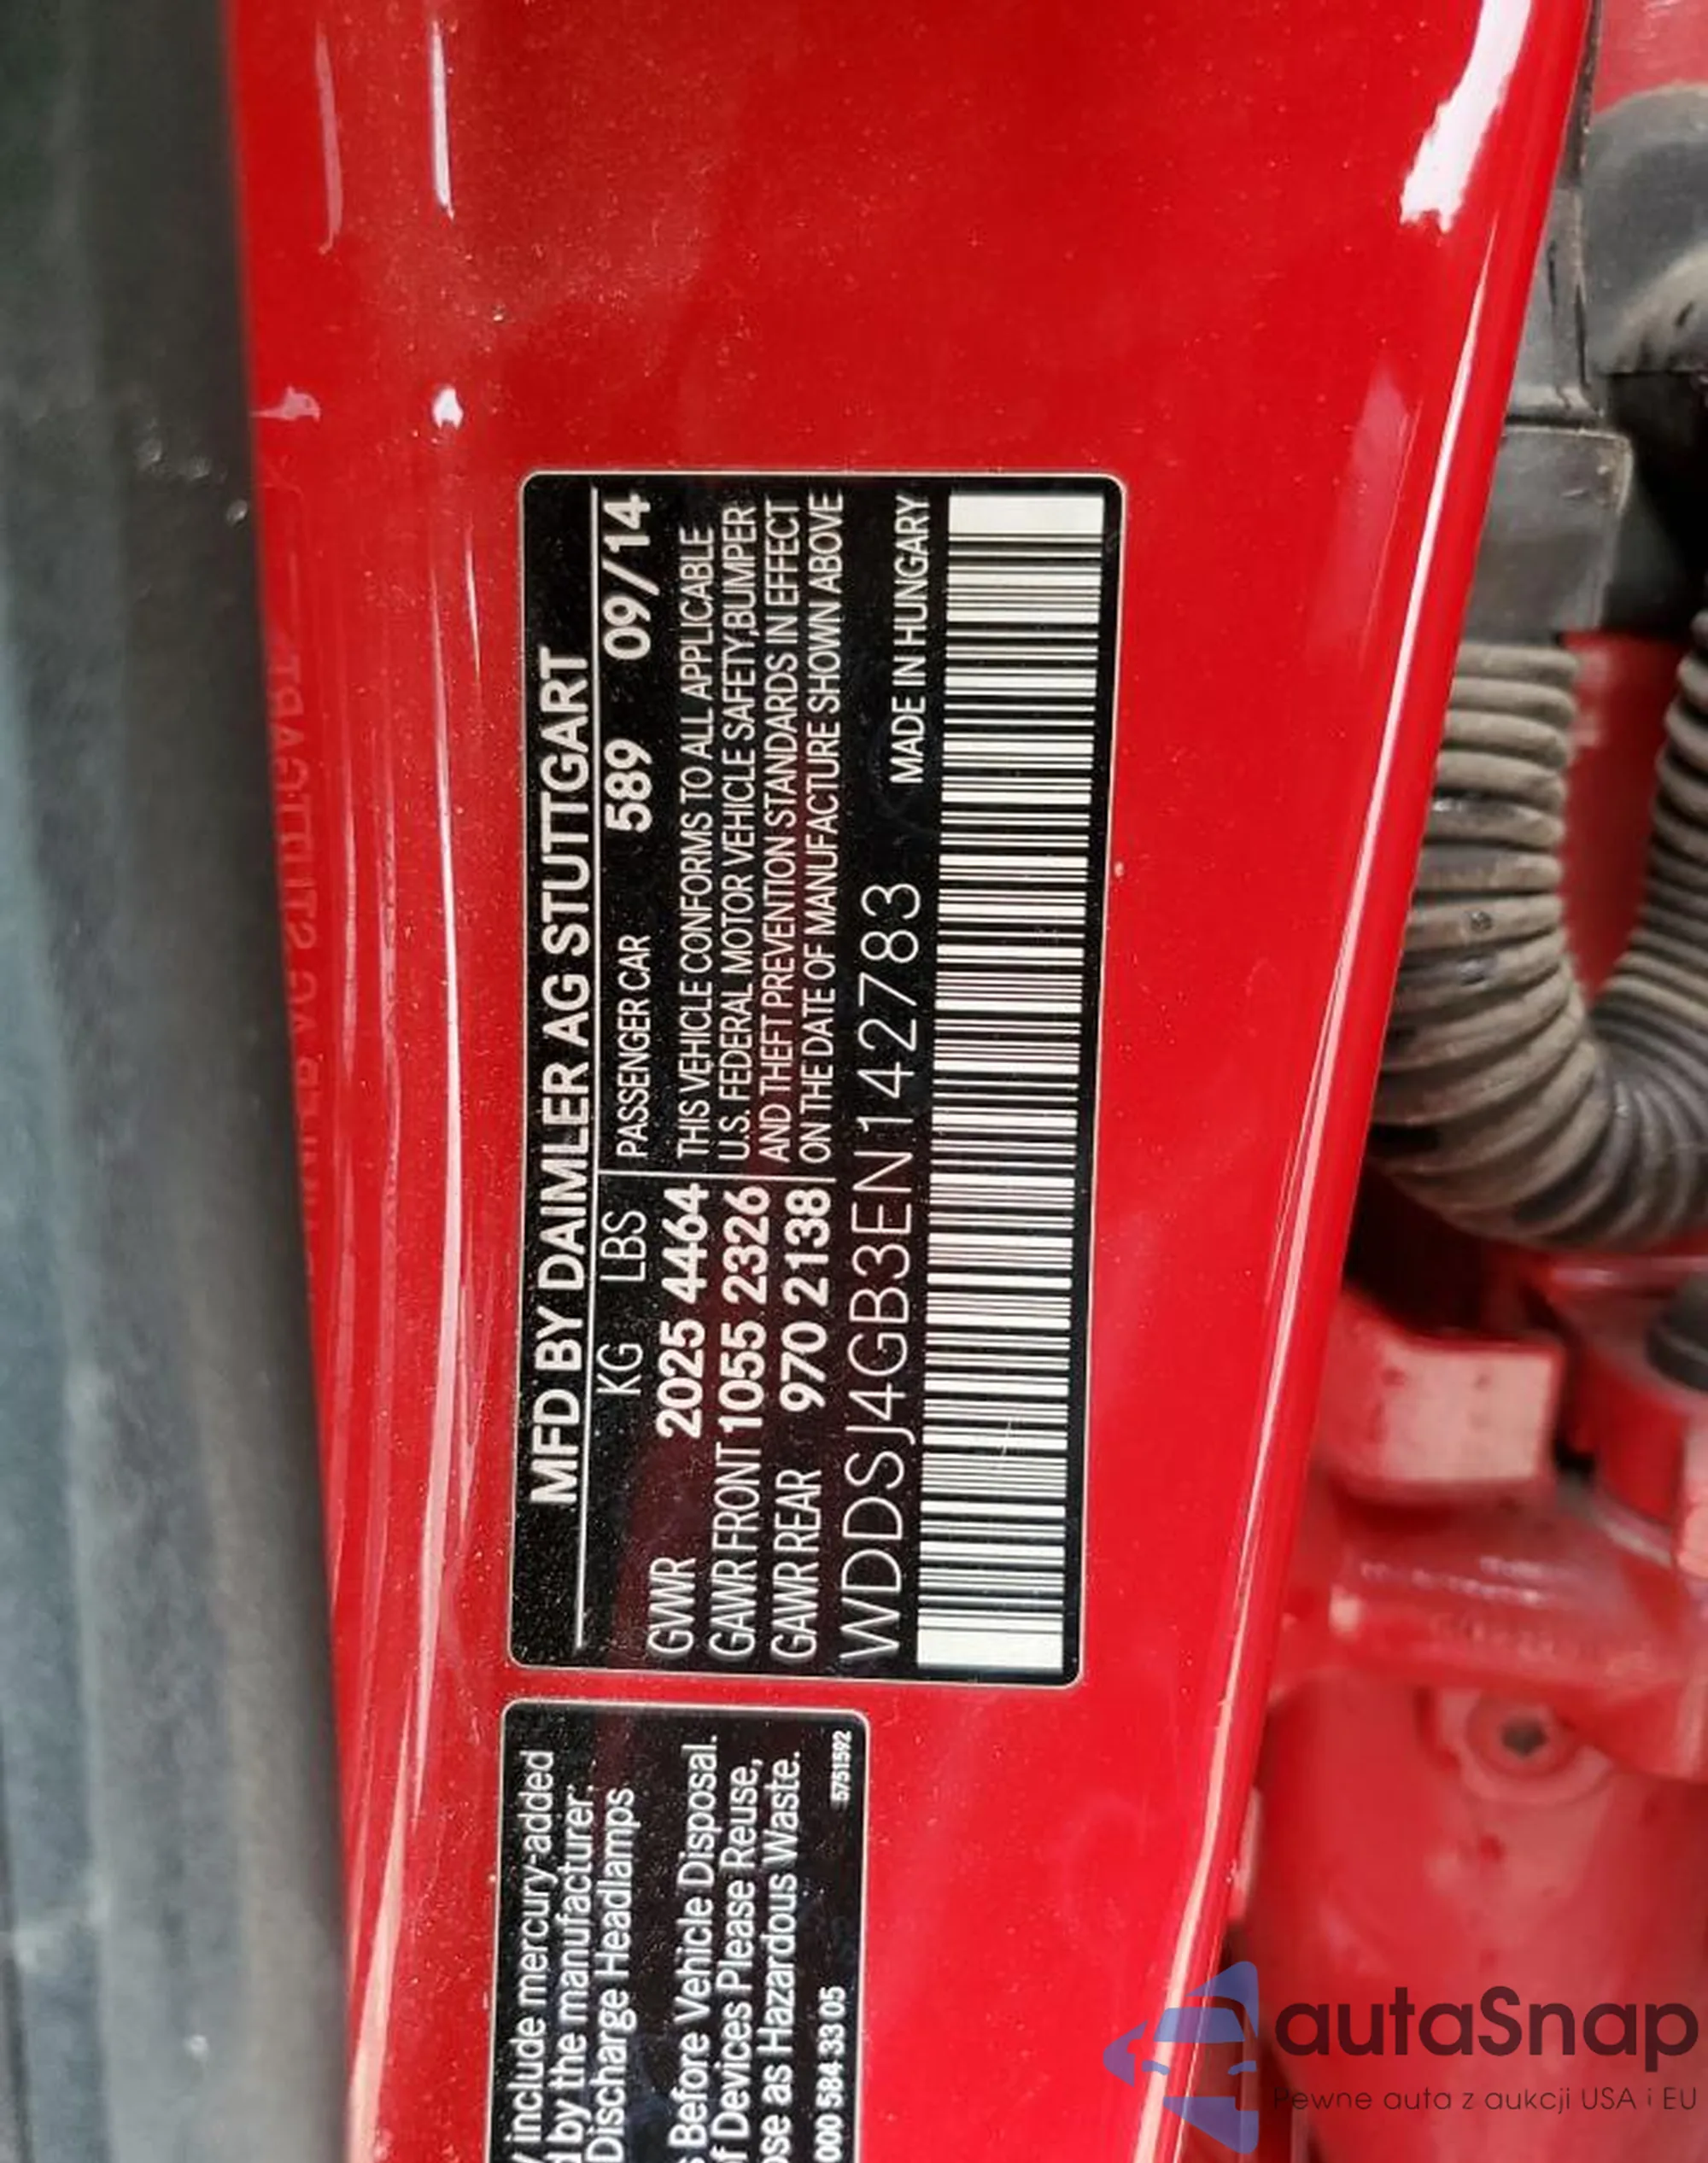 MFD BY DAIMLER AG STUTTGART
KG LBS PASSENGER CAR 589 09/14
GVWR 2025 4464 THIS VEHICLE CONFORMS TO ALL APPLICABLE
GAWR FRONT 1055 2326 U.S. FEDERAL MOTOR VEHICLE SAFETY,BUMPER
GAWR REAR 970 2138 AND THEFT PREVENTION STANDARDS IN EFFECT
ON THE DATE OF MANUFACTURE SHOWN ABOVE
WDDSJ4GB3EN142783 MADE IN HUNGARY
include mercury-added
by the manufacturer.
Discharge Headlamps
Before Vehicle Disposal.
Devices Please Reuse,
as Hazardous Waste.
000 584 33 05 5751592
autaSnap
Pewne auta z aukcji USA i EU